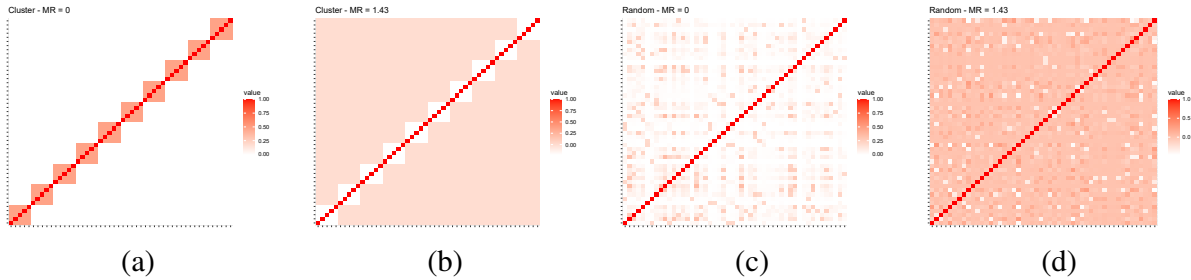 Cluster - MR = 0
value
1.00
0.75
0.50
0.25
0.00
(a)
Cluster - MR = 1.43
value
1.00
0.75
0.50
0.25
0.00
(b)
Random - MR = 0
value
1.00
0.75
0.50
0.25
0.00
(c)
Random - MR = 1.43
value
1.0
0.5
0.0
(d)